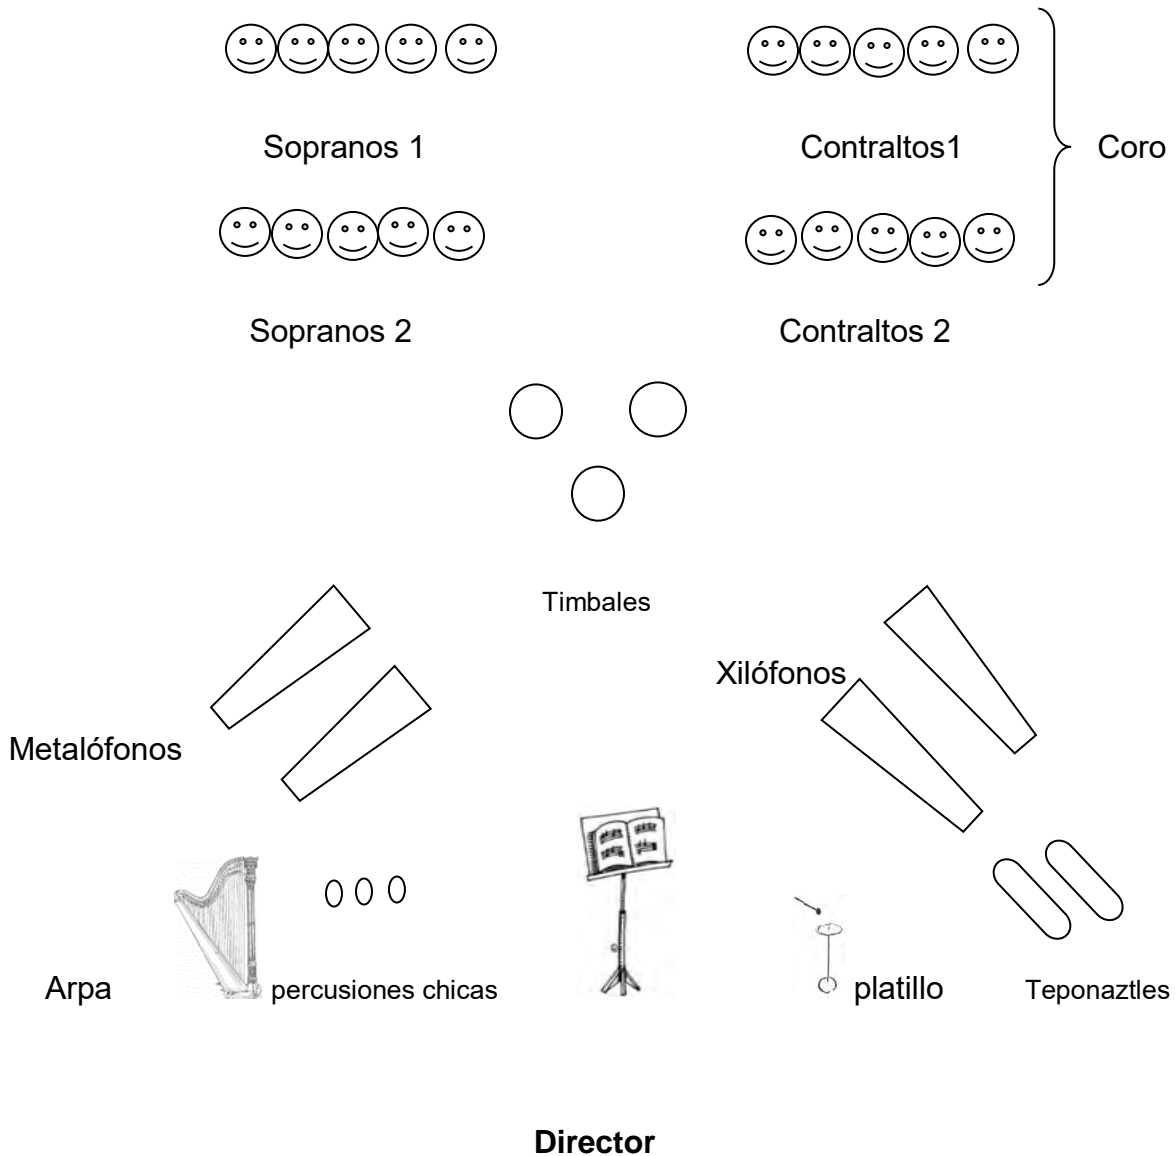 Sopranos 1
Contraltos1
Coro
Sopranos 2
Contraltos 2
Timbales
Xilófonos
Metalófonos
Arpa
percusiones chicas
platillo
Teponaztles
Director